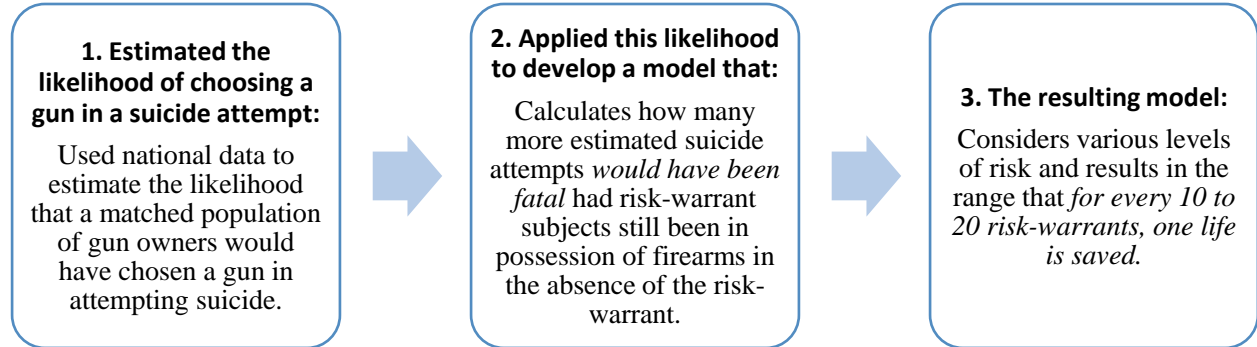 1. Estimated the
likelihood of choosing a
gun in a suicide attempt:
Used national data to
estimate the likelihood
that a matched population
of gun owners would
have chosen a gun in
attempting suicide.
2. Applied this likelihood
to develop a model that:
Calculates how many
more estimated suicide
attempts would have been
fatal had risk-warrant
subjects still been in
possession of firearms in
the absence of the risk-
warrant.
3. The resulting model:
Considers various levels
of risk and results in the
range that for every 10 to
20 risk-warrants, one life
is saved.